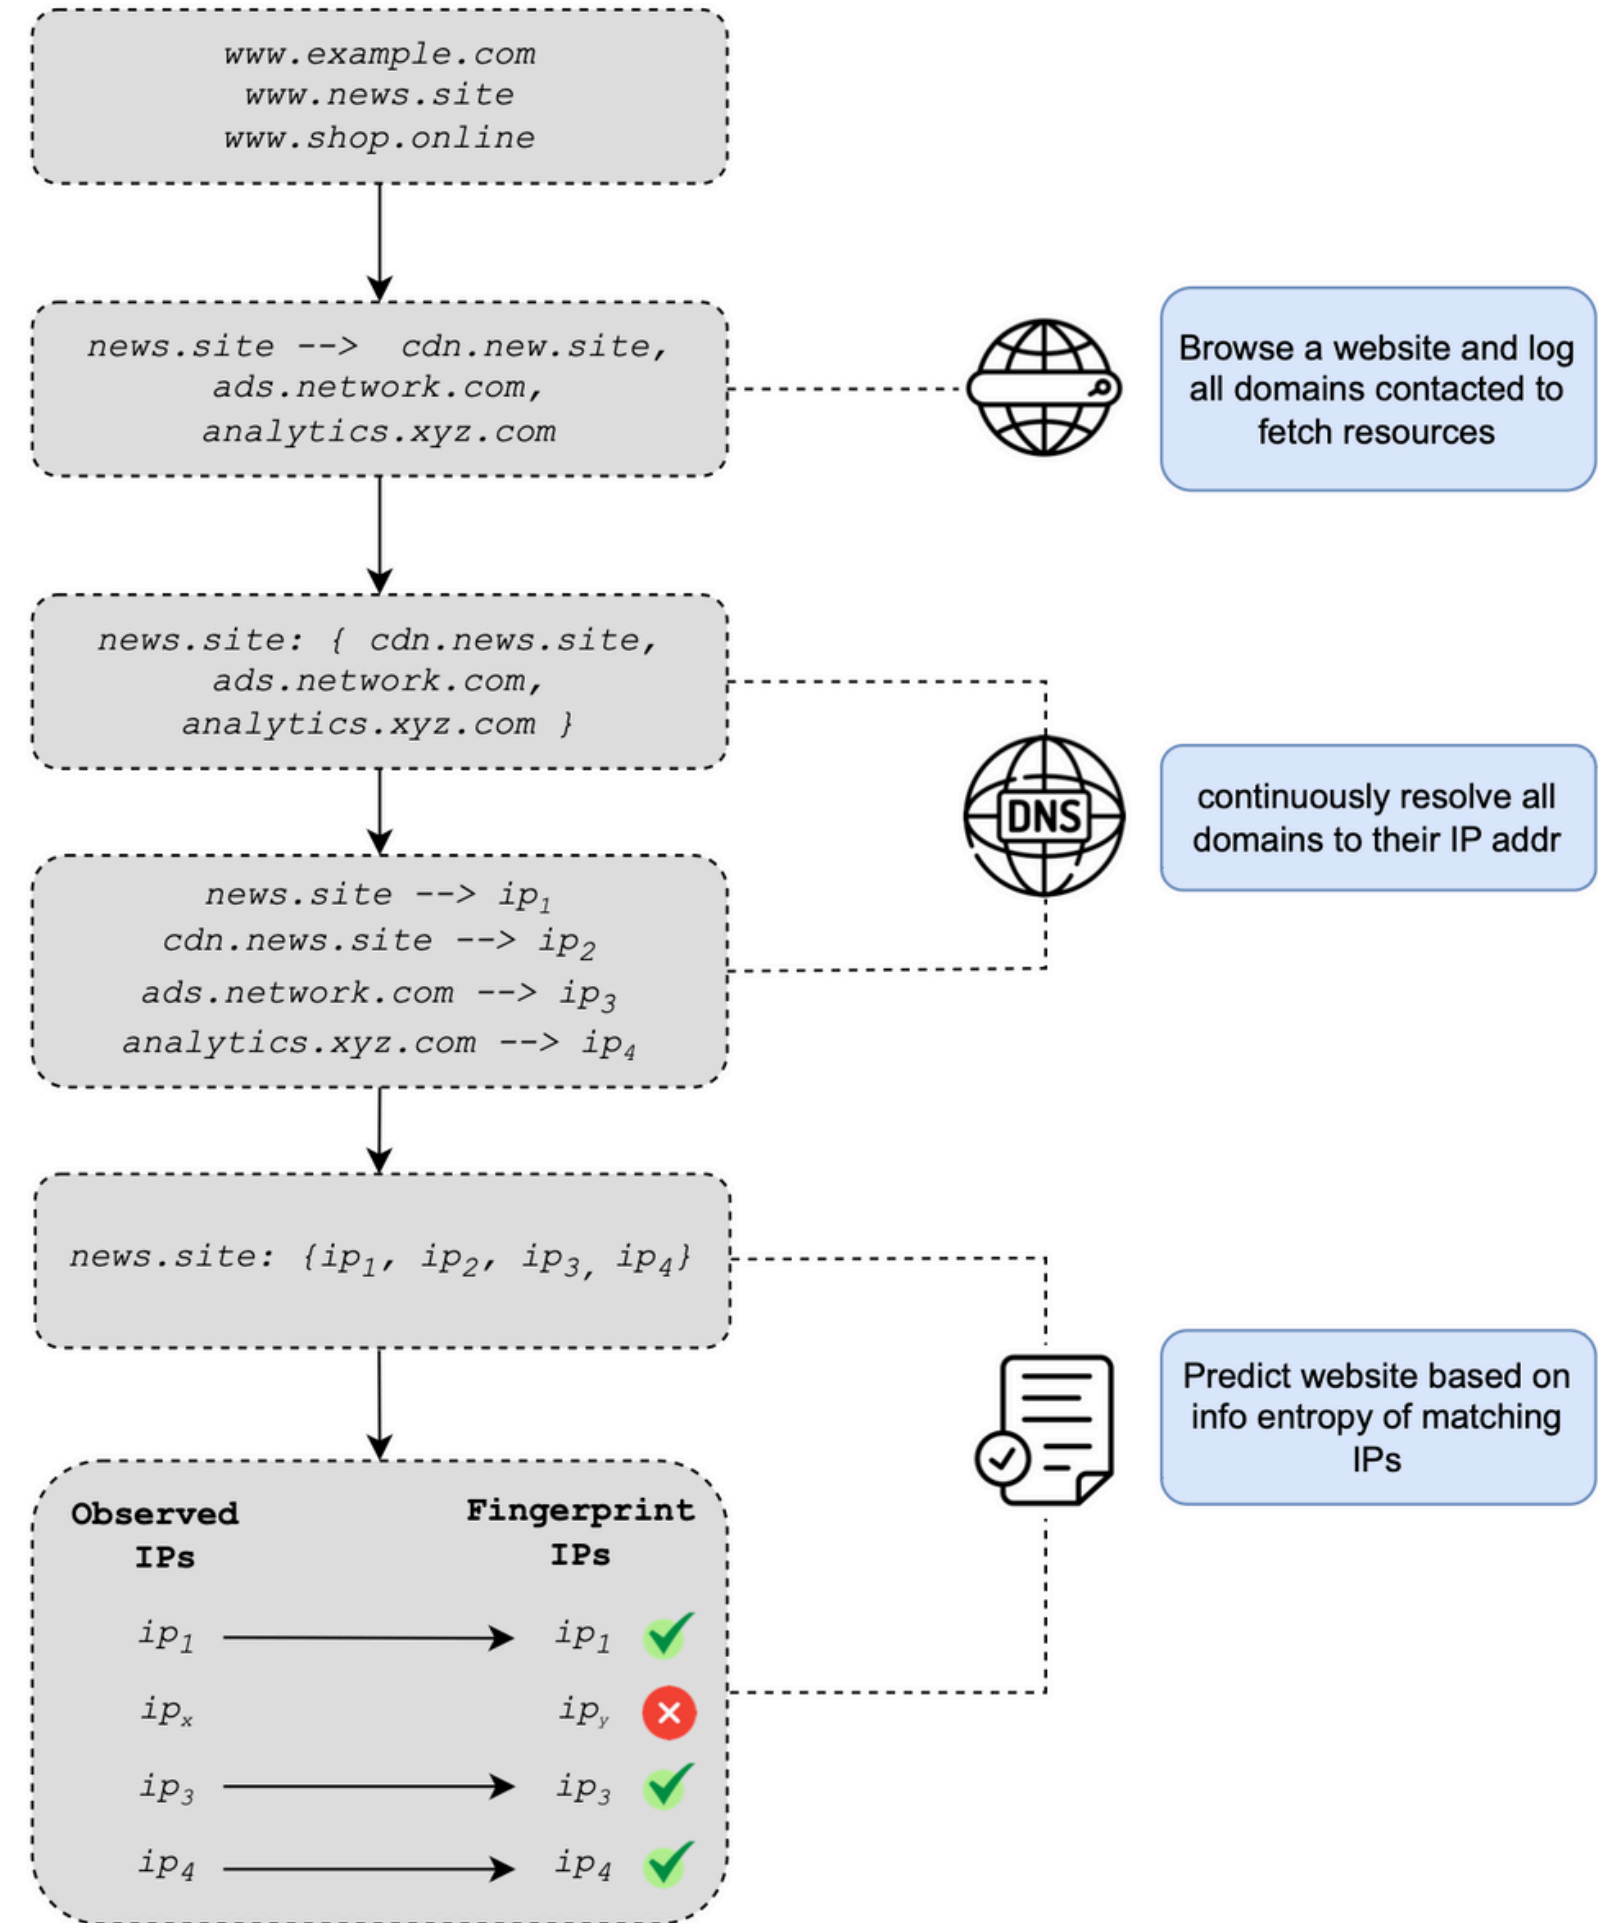 www.example.com
www.news.site
www.shop.online
news.site --> cdn.new.site,
ads.network.com,
analytics.xyz.com
Browse a website and log
all domains contacted to
fetch resources
news.site: { cdn.news.site,
ads.network.com,
analytics.xyz.com }
DNS
continuously resolve all
domains to their IP addr
news.site --> ip1
cdn.news.site --> ip2
ads.network.com --> ip3
analytics.xyz.com --> ip4
news.site: {ip1, ip2, ip3, ip4}
Predict website based on
info entropy of matching
IPs
Observed
IPs
Fingerprint
IPs
ip1 ip1
ipx ipy
ip3 ip3
ip4 ip4